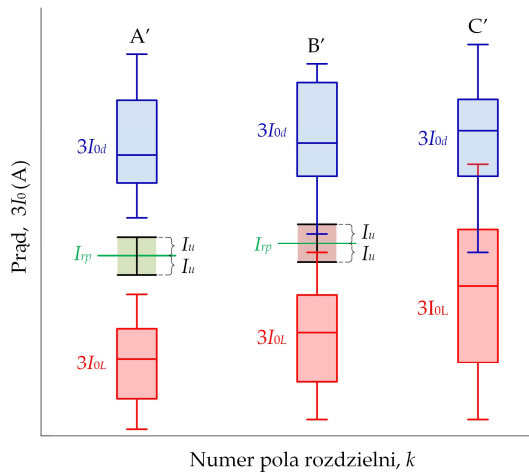 A′
B′
C′
3I0d
3I0d
3I0d
Irp
Iu
Iu
Irp
Iu
Iu
3I0L
3I0L
3I0L
Prąd, 3I0(A)
Numer pola rozdzielni, k